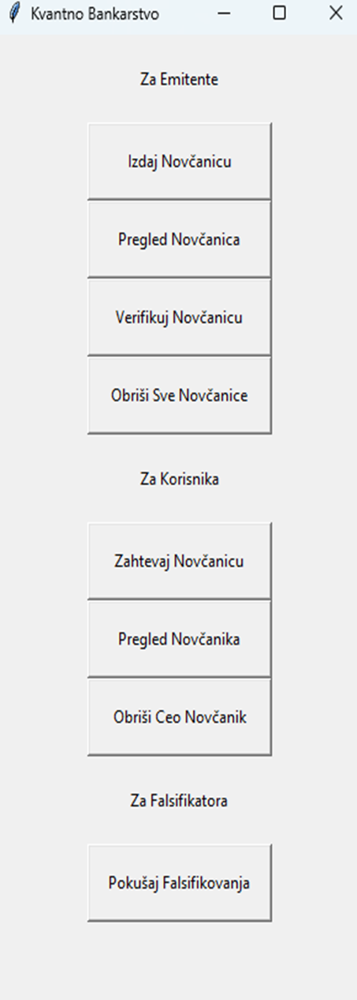 Kvantno Bankarstvo
Za Emitente
Izdaj Novčanicu
Pregled Novčanica
Verifikuj Novčanicu
Obriši Sve Novčanice
Za Korisnika
Zahtevaj Novčanicu
Pregled Novčanika
Obriši Ceo Novčanik
Za Falsifikatora
Pokušaj Falsifikovanja